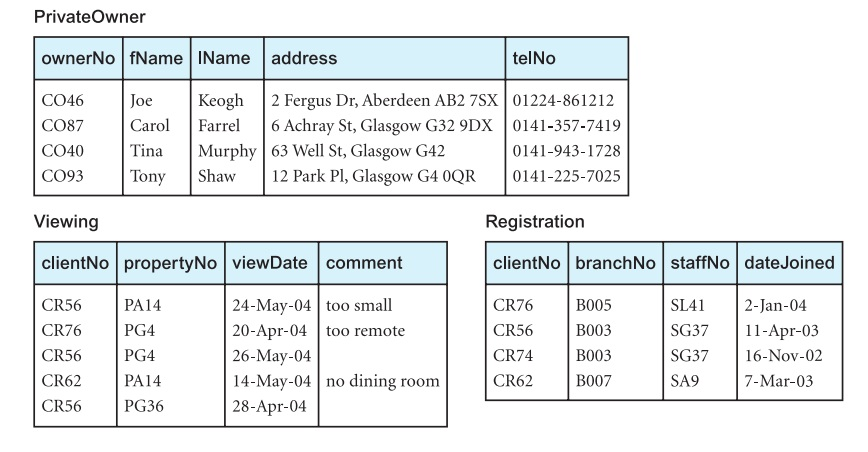 PrivateOwner
ownerNo fName lName address telNo
CO46 Joe Keogh 2 Fergus Dr, Aberdeen AB2 7SX 01224-861212
CO87 Carol Farrel 6 Achray St, Glasgow G32 9DX 0141-357-7419
CO40 Tina Murphy 63 Well St, Glasgow G42 0141-943-1728
CO93 Tony Shaw 12 Park Pl, Glasgow G4 0QR 0141-225-7025
Viewing
clientNo propertyNo viewDate comment
CR56 PA14 24-May-04 too small
CR76 PG4 20-Apr-04 too remote
CR56 PG4 26-May-04
CR62 PA14 14-May-04 no dining room
CR56 PG36 28-Apr-04
Registration
clientNo branchNo staffNo dateJoined
CR76 B005 SL41 2-Jan-04
CR56 B003 SG37 11-Apr-03
CR74 B003 SG37 16-Nov-02
CR62 B007 SA9 7-Mar-03